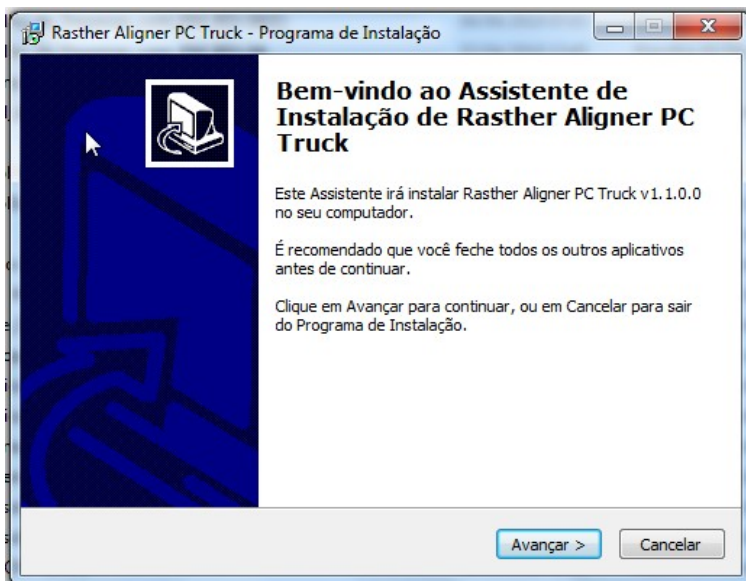 Rasther Aligner PC Truck - Programa de Instalação
Bem-vindo ao Assistente de
Instalação de Rasther Aligner PC
Truck
Este Assistente irá instalar Rasther Aligner PC Truck v1.1.0.0
no seu computador.
É recomendado que você feche todos os outros aplicativos
antes de continuar.
Clique em Avançar para continuar, ou em Cancelar para sair
do Programa de Instalação.
Avançar >
Cancelar